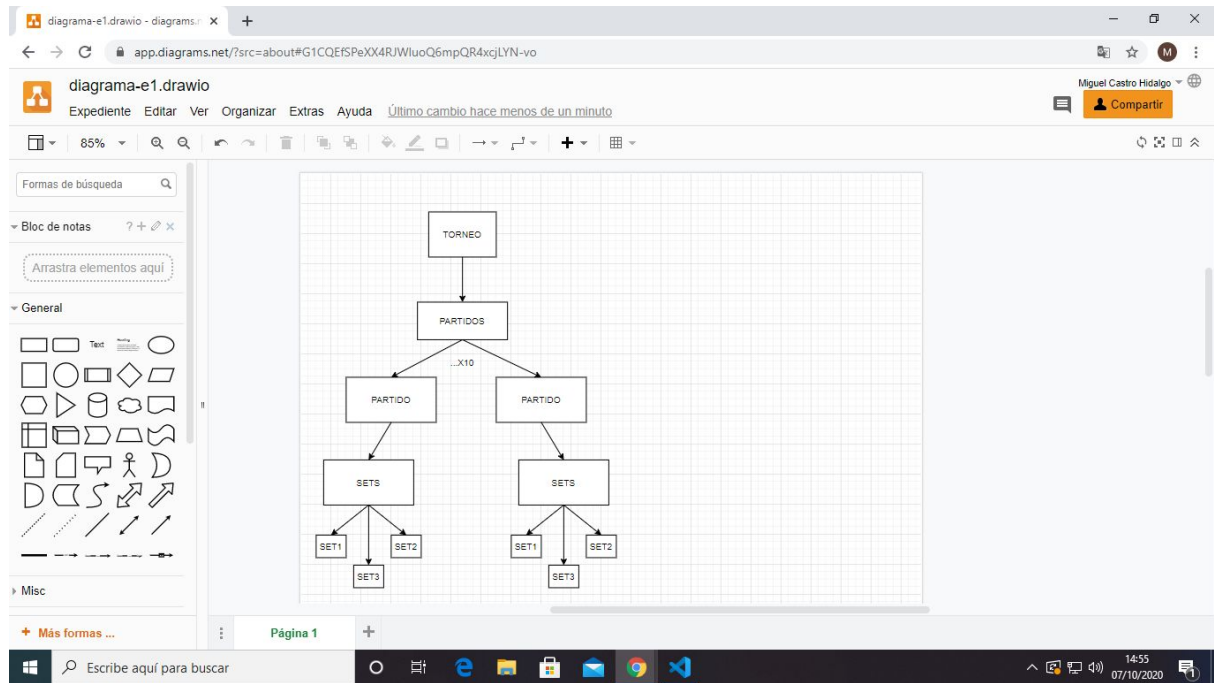 diagrama-e1.drawio - diagrams.r
app.diagrams.net/?src=about#G1CQEfSPeXX4RJWIuoQ6mpQR4xcjLYN-vo
M
diagrama-e1.drawio
Miguel Castro Hidalgo
Expediente Editar Ver Organizar Extras Ayuda Último cambio hace menos de un minuto
Compartir
85%
Formas de búsqueda
Bloc de notas
Arrastra elementos aquí
General
Text
Heading
Misc
+ Más formas ...
TORNEO
PARTIDOS
...X10
PARTIDO PARTIDO
SETS SETS
SET1 SET2 SET1 SET2
SET3 SET3
Página 1
Escribe aquí para buscar
14:55
07/10/2020
1